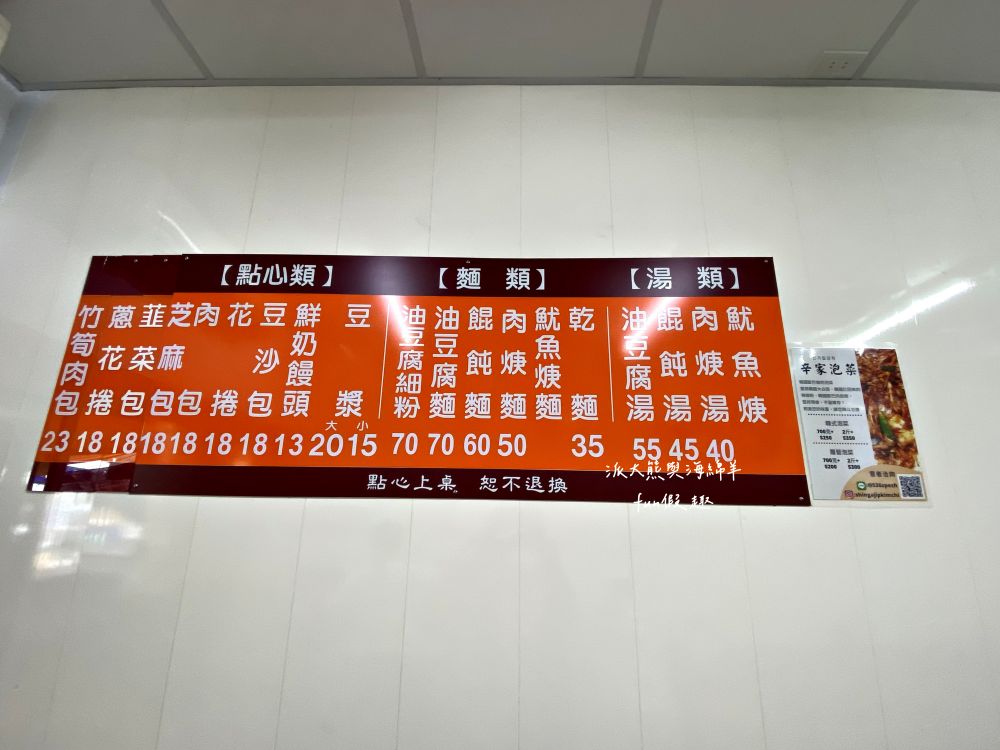 【點心類】
竹筍肉包 23
蔥花捲 18
韮菜包 18
芝麻包 18
肉包 18
花捲 18
豆沙包 18
鮮奶饅頭 13
豆漿 大20 小15
【麵 類】
油豆腐細粉 70
油豆腐麵 70
餛飩麵 60
肉焿麵 50
魷魚焿麵
乾麵 35
【湯 類】
油豆腐湯 55
餛飩湯 45
肉焿湯 40
魷魚焿
點心上桌 恕不退換
派大熊與海綿羊
fun假趣
辛家泡菜
韓式泡菜